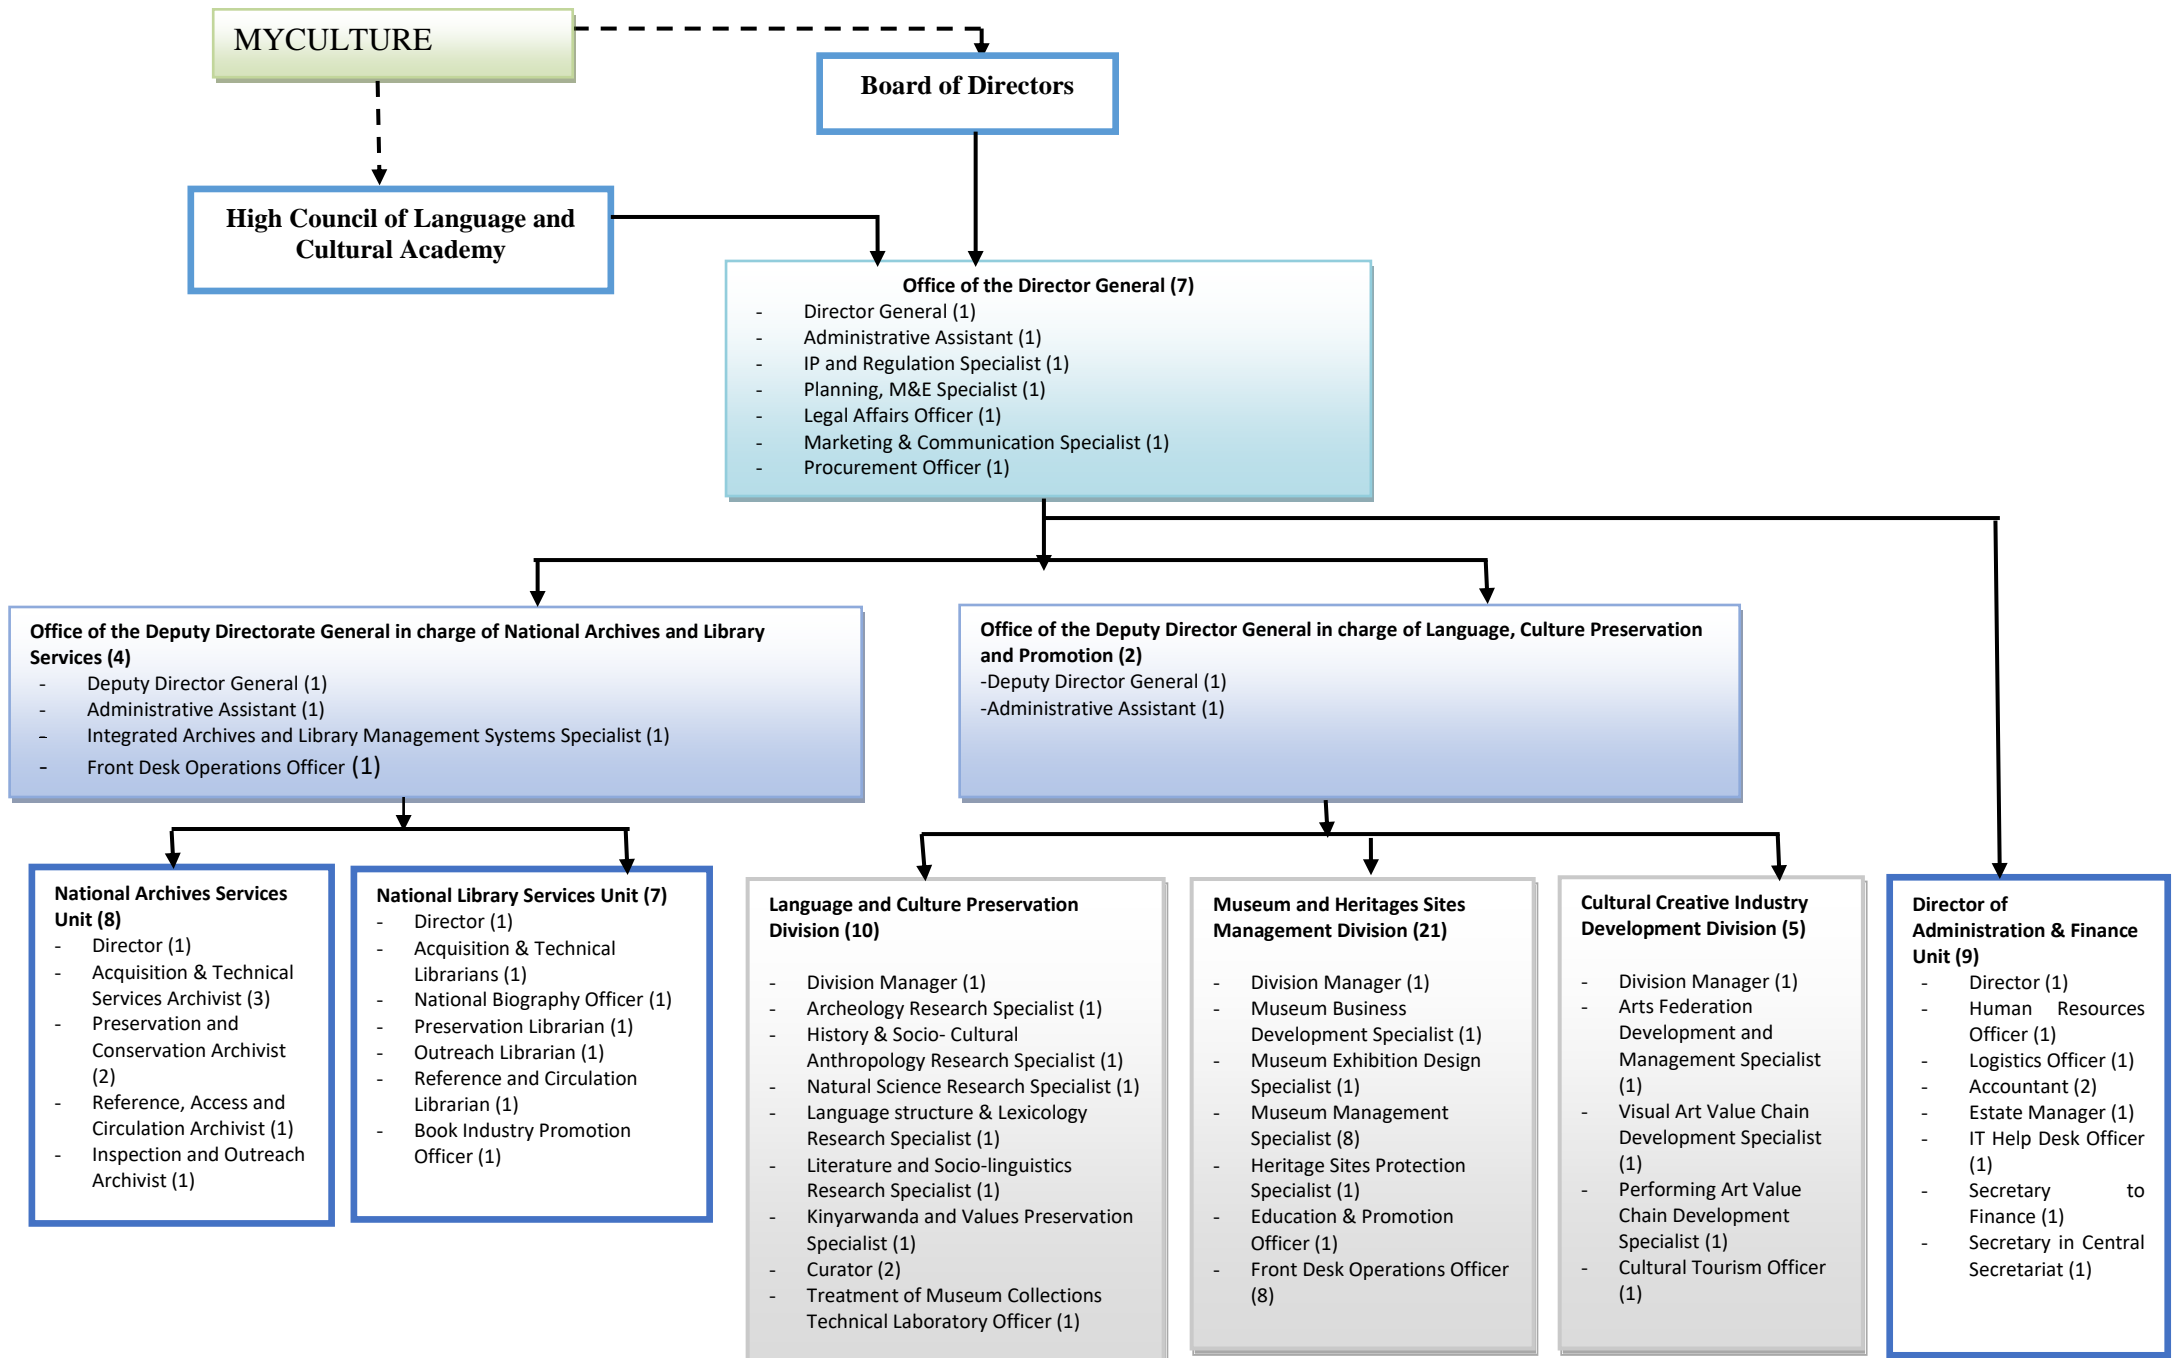 MYCULTURE
Board of Directors
High Council of Language and
Cultural Academy
Office of the Director General (7)
- Director General (1)
- Administrative Assistant (1)
- IP and Regulation Specialist (1)
- Planning, M&E Specialist (1)
- Legal Affairs Officer (1)
- Marketing & Communication Specialist (1)
- Procurement Officer (1)
Office of the Deputy Directorate General in charge of National Archives and Library
Services (4)
- Deputy Director General (1)
- Administrative Assistant (1)
- Integrated Archives and Library Management Systems Specialist (1)
- Front Desk Operations Officer (1)
Office of the Deputy Director General in charge of Language, Culture Preservation
and Promotion (2)
-Deputy Director General (1)
-Administrative Assistant (1)
National Archives Services
Unit (8)
- Director (1)
- Acquisition & Technical
Services Archivist (3)
- Preservation and
Conservation Archivist
(2)
- Reference, Access and
Circulation Archivist (1)
- Inspection and Outreach
Archivist (1)
National Library Services Unit (7)
- Director (1)
- Acquisition & Technical
Librarians (1)
- National Biography Officer (1)
- Preservation Librarian (1)
- Outreach Librarian (1)
- Reference and Circulation
Librarian (1)
- Book Industry Promotion
Officer (1)
Language and Culture Preservation
Division (10)
- Division Manager (1)
- Archeology Research Specialist (1)
- History & Socio- Cultural
Anthropology Research Specialist (1)
- Natural Science Research Specialist (1)
- Language structure & Lexicology
Research Specialist (1)
- Literature and Socio-linguistics
Research Specialist (1)
- Kinyarwanda and Values Preservation
Specialist (1)
- Curator (2)
- Treatment of Museum Collections
Technical Laboratory Officer (1)
Museum and Heritages Sites
Management Division (21)
- Division Manager (1)
- Museum Business
Development Specialist (1)
- Museum Exhibition Design
Specialist (1)
- Museum Management
Specialist (8)
- Heritage Sites Protection
Specialist (1)
- Education & Promotion
Officer (1)
- Front Desk Operations Officer
(8)
Cultural Creative Industry
Development Division (5)
- Division Manager (1)
- Arts Federation
Development and
Management Specialist
(1)
- Visual Art Value Chain
Development Specialist
(1)
- Performing Art Value
Chain Development
Specialist (1)
- Cultural Tourism Officer
(1)
Director of
Administration & Finance
Unit (9)
- Director (1)
- Human Resources
Officer (1)
- Logistics Officer (1)
- Accountant (2)
- Estate Manager (1)
- IT Help Desk Officer
(1)
- Secretary to
Finance (1)
- Secretary in Central
Secretariat (1)